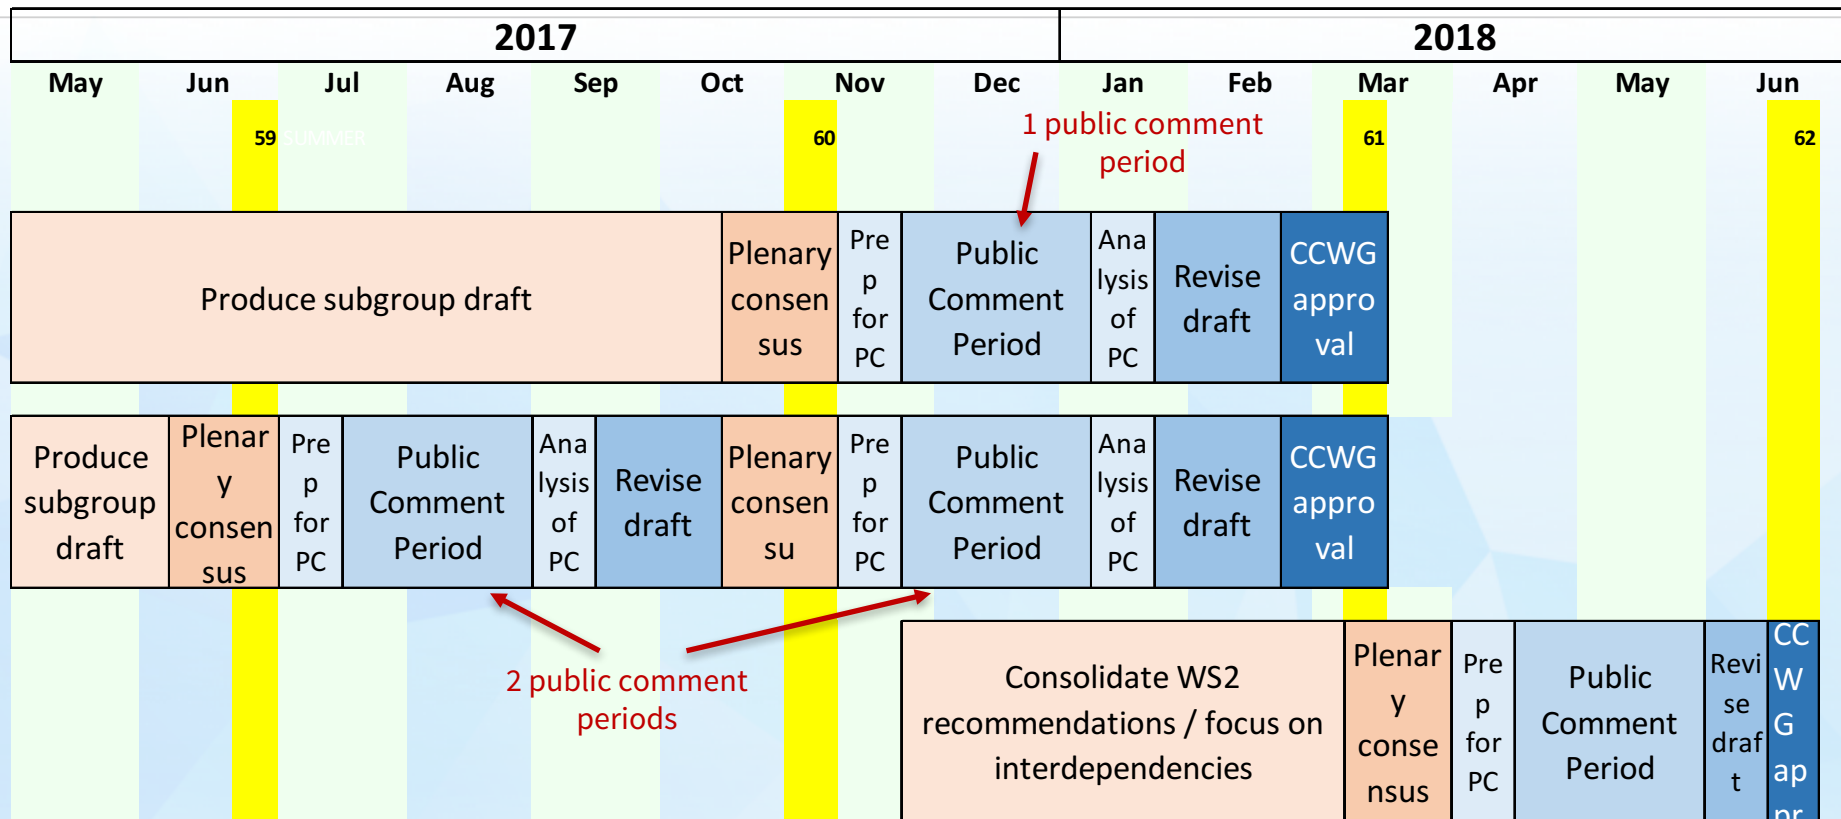 2017 2018
May Jun Jul Aug Sep Oct Nov Dec Jan Feb Mar Apr May Jun
59 SUMMER 60 61 62
1 public comment
period
Produce subgroup draft
Plenary
consen
sus
Pre
p
for
PC
Public
Comment
Period
Ana
lysis
of
PC
Revise
draft
CCWG
appro
val
Produce
subgroup
draft
Plenar
y
consen
sus
Pre
p
for
PC
Public
Comment
Period
Ana
lysis
of
PC
Revise
draft
Plenary
consen
su
Pre
p
for
PC
Public
Comment
Period
Ana
lysis
of
PC
Revise
draft
CCWG
appro
val
2 public comment
periods
Consolidate WS2
recommendations / focus on
interdependencies
Plenar
y
conse
nsus
Pre
p
for
PC
Public
Comment
Period
Revi
se
draf
t
CC
W
G
ap
pr